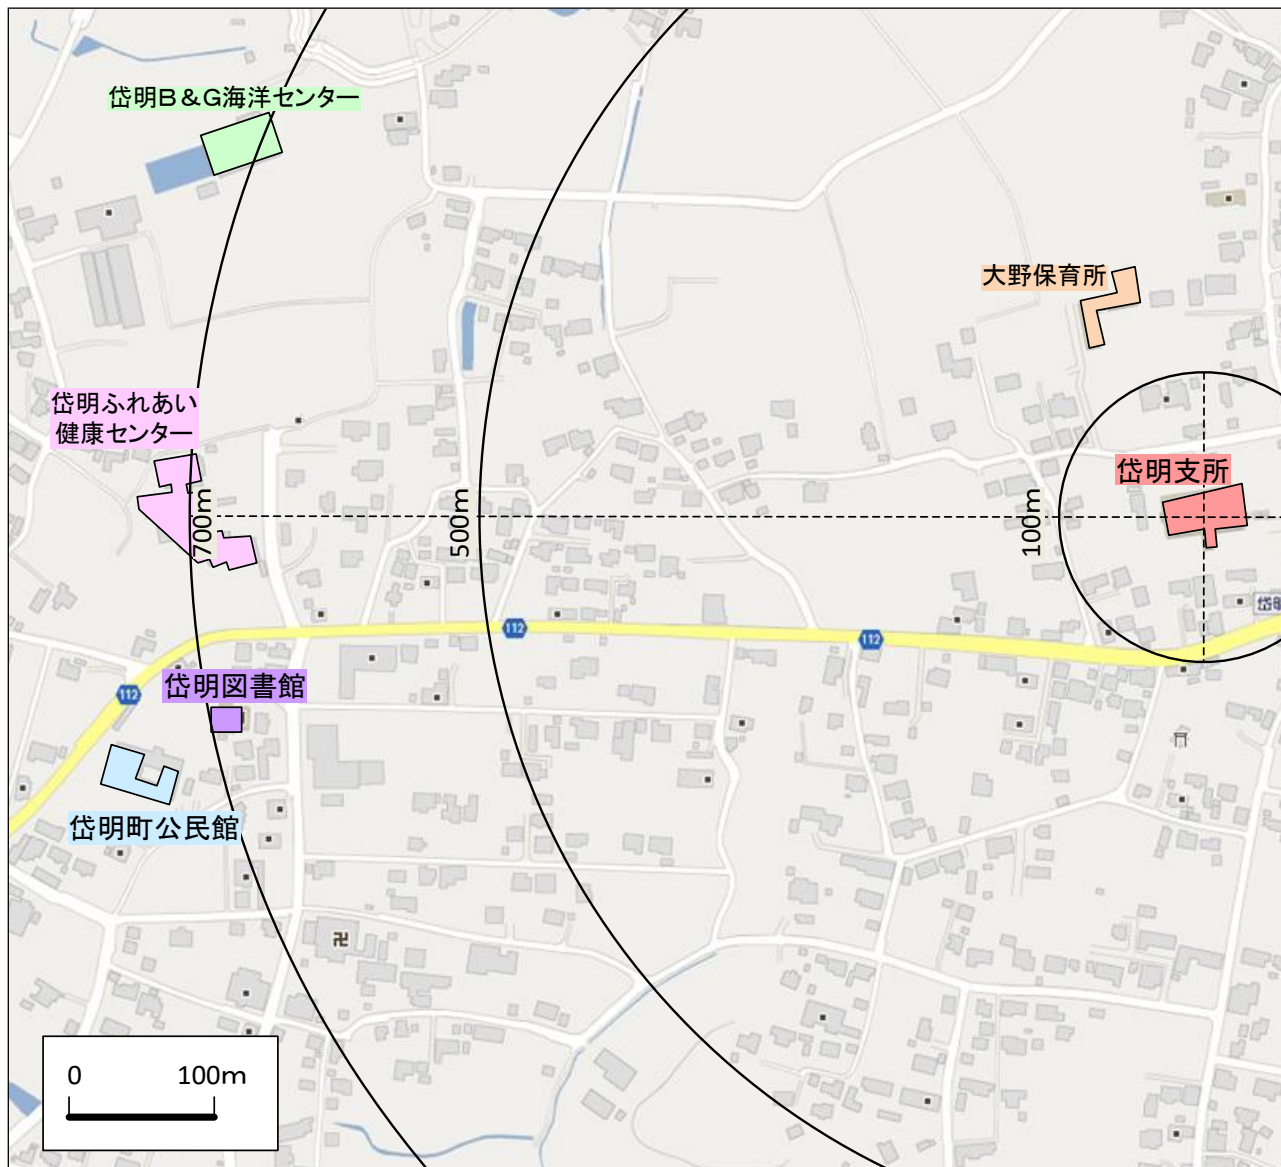 岱明B&G海洋センター
大野保育所
岱明ふれあい
健康センター
岱明支所
700m
500m
100m
112
112
岱明図書館
112
岱明町公民館
卍
0 100m